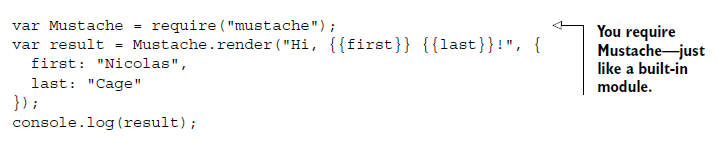 var Mustache = require("mustache");
var result = Mustache.render("Hi, {{first}} {{last}}!", {
  first: "Nicolas",
  last: "Cage"
});
console.log(result);
You require
Mustache—just
like a built-in
module.